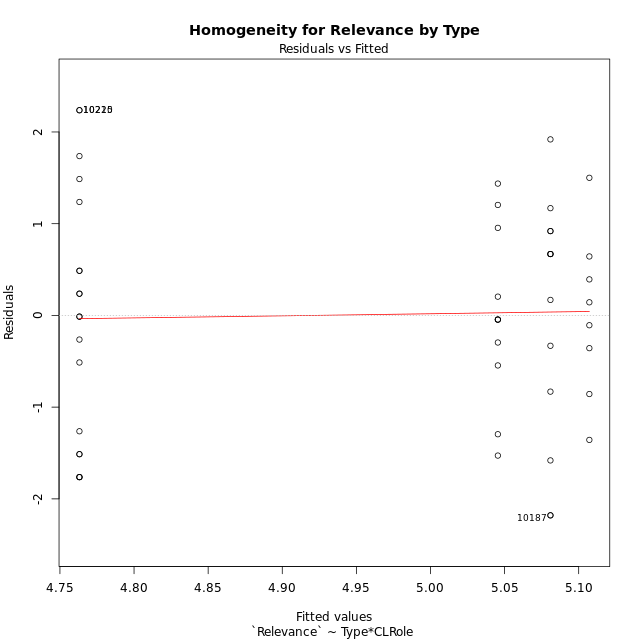 Homogeneity for Relevance by Type
Residuals vs Fitted
2
1
0
-1
-2
Residuals
10187
4.75 4.80 4.85 4.90 4.95 5.00 5.05 5.10
Fitted values
`Relevance` ~ Type*CLRole